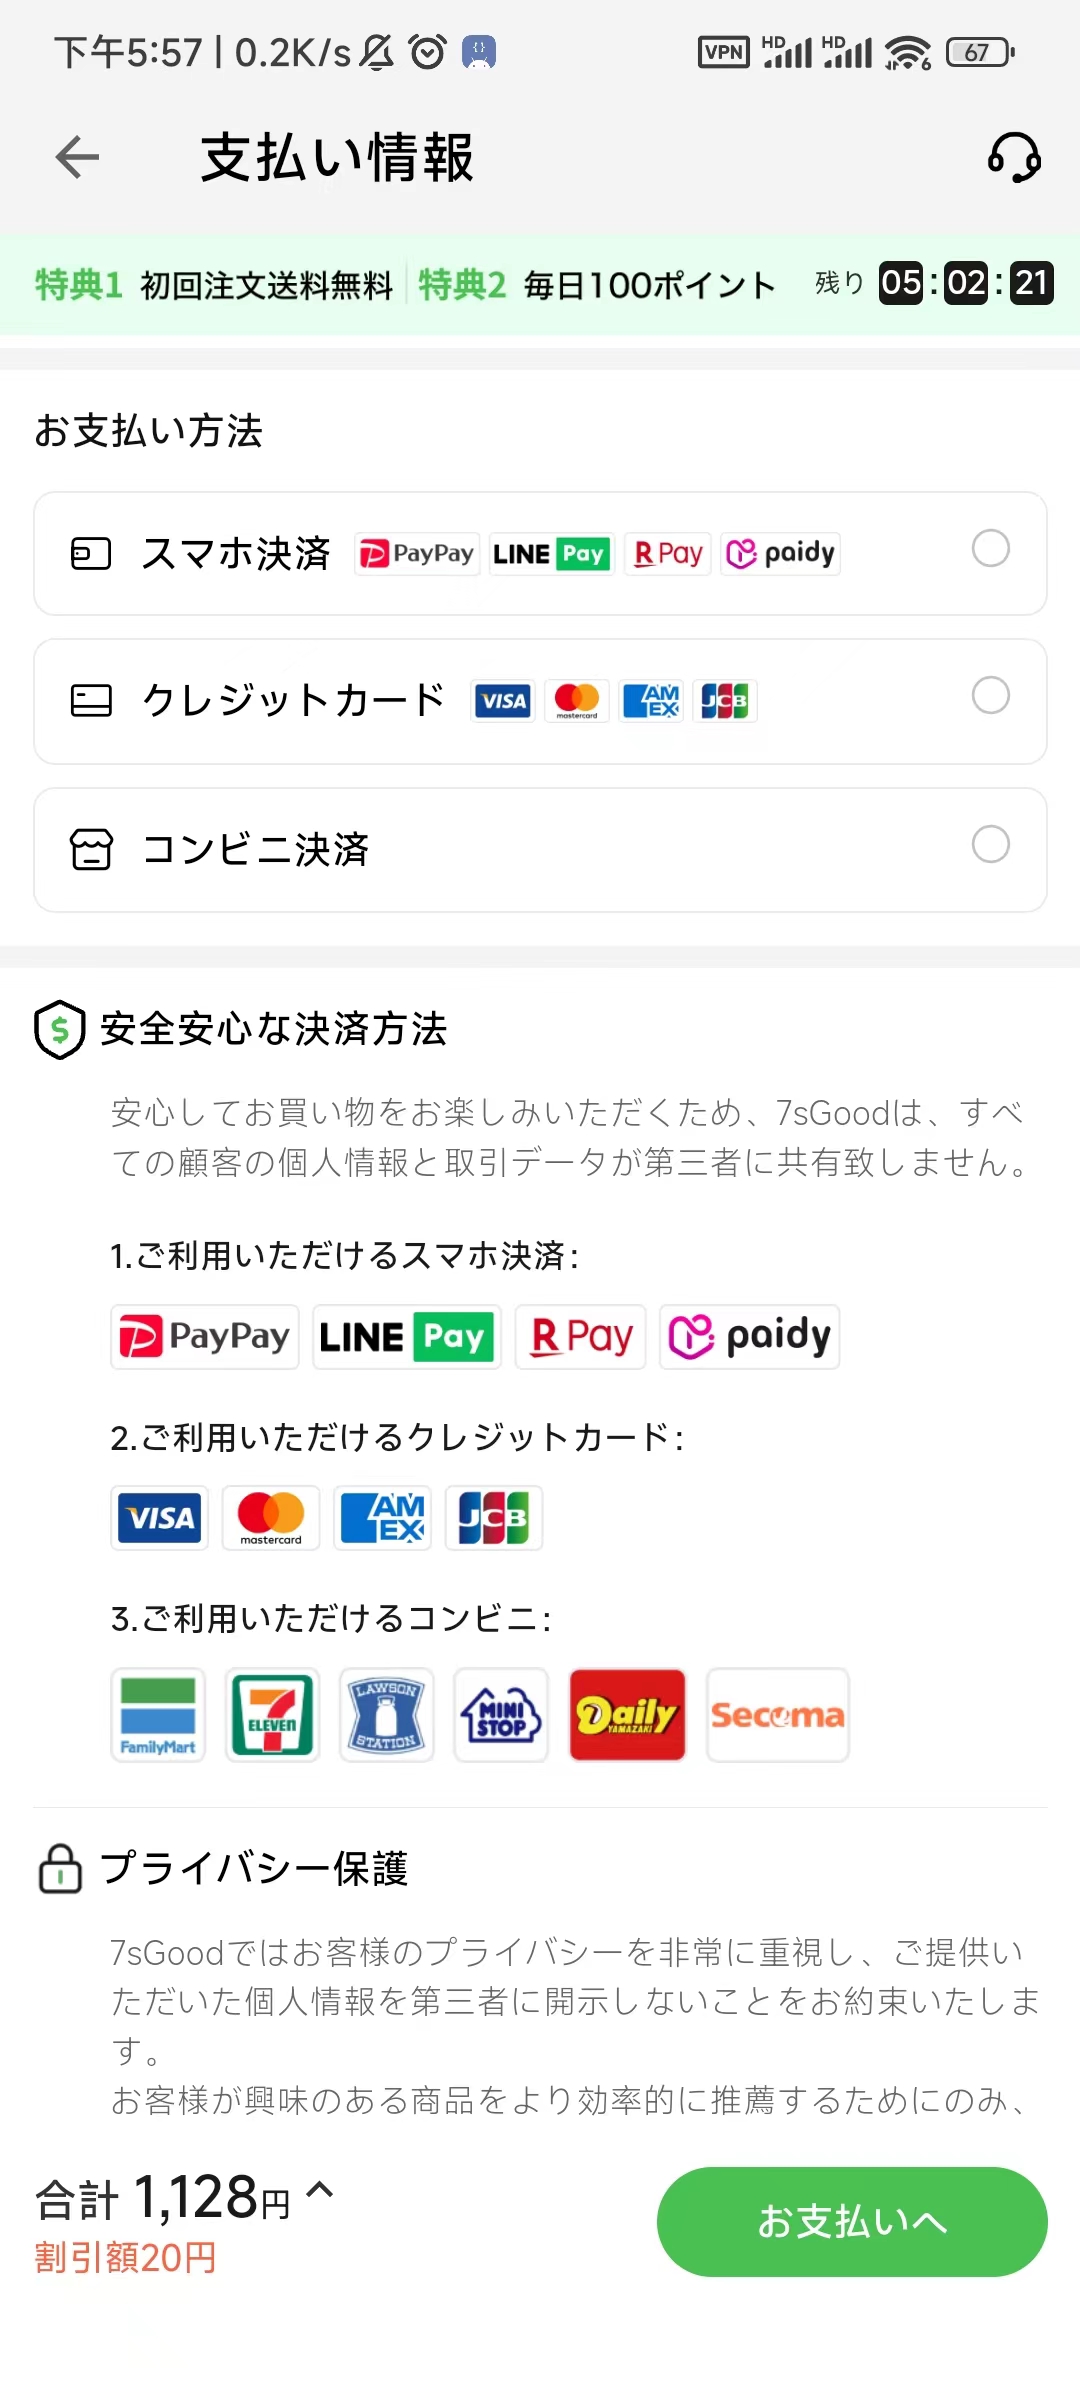 下午5:57 | 0.2K/s VPN HD HD 6 67
支払い情報
特典1 初回注文送料無料 特典2 毎日100ポイント 残り 05:02:21
お支払い方法
スマホ決済 PayPay LINE Pay R Pay paidy
クレジットカード VISA mastercard AMEX JCB
コンビニ決済
$ 安全安心な決済方法
安心してお買い物をお楽しみいただくため、7sGoodは、すべ
ての顧客の個人情報と取引データが第三者に共有致しません。
1.ご利用いただけるスマホ決済:
PayPay LINE Pay R Pay paidy
2.ご利用いただけるクレジットカード:
VISA mastercard AMEX JCB
3.ご利用いただけるコンビニ:
FamilyMart 7 ELEVEn LAWSON STATION MINI STOP Daily YAMAZAKI Secoma
プライバシー保護
7sGoodではお客様のプライバシーを非常に重視し、ご提供い
ただいた個人情報を第三者に開示しないことをお約束いたしま
す。
お客様が興味のある商品をより効率的に推薦するためにのみ、
合計 1,128円
割引額20円
お支払いへ